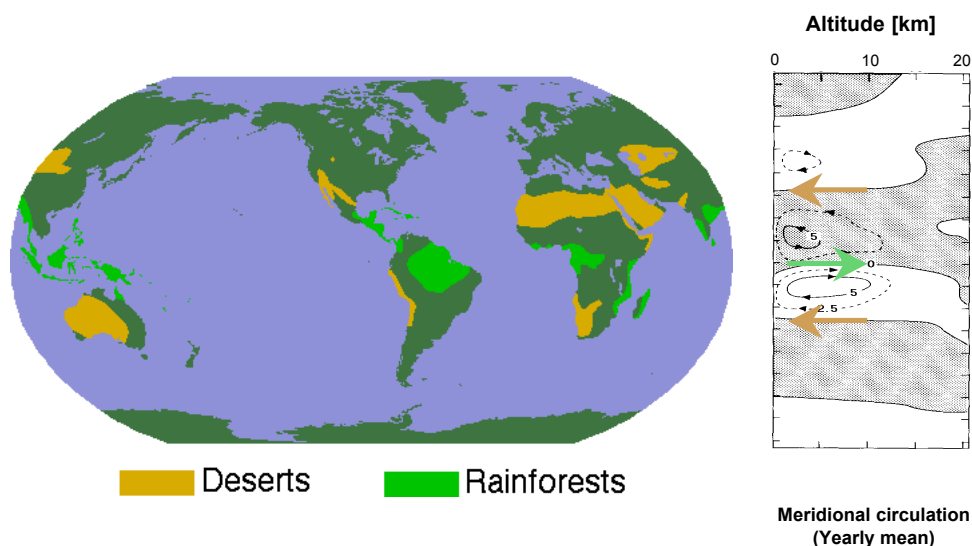 Altitude [km]
0 10 20
5
0
5
2.5
Deserts
Rainforests
Meridional circulation
(Yearly mean)